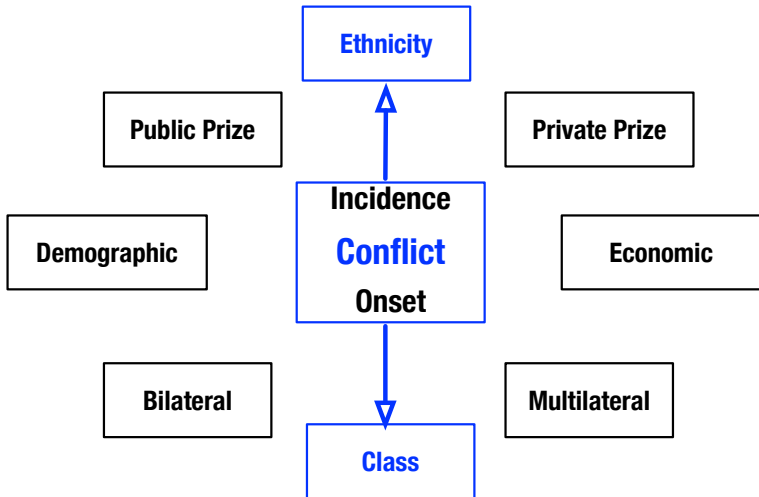 Ethnicity
Public Prize
Private Prize
Incidence
Demographic
Conflict
Economic
Onset
Bilateral
Multilateral
Class